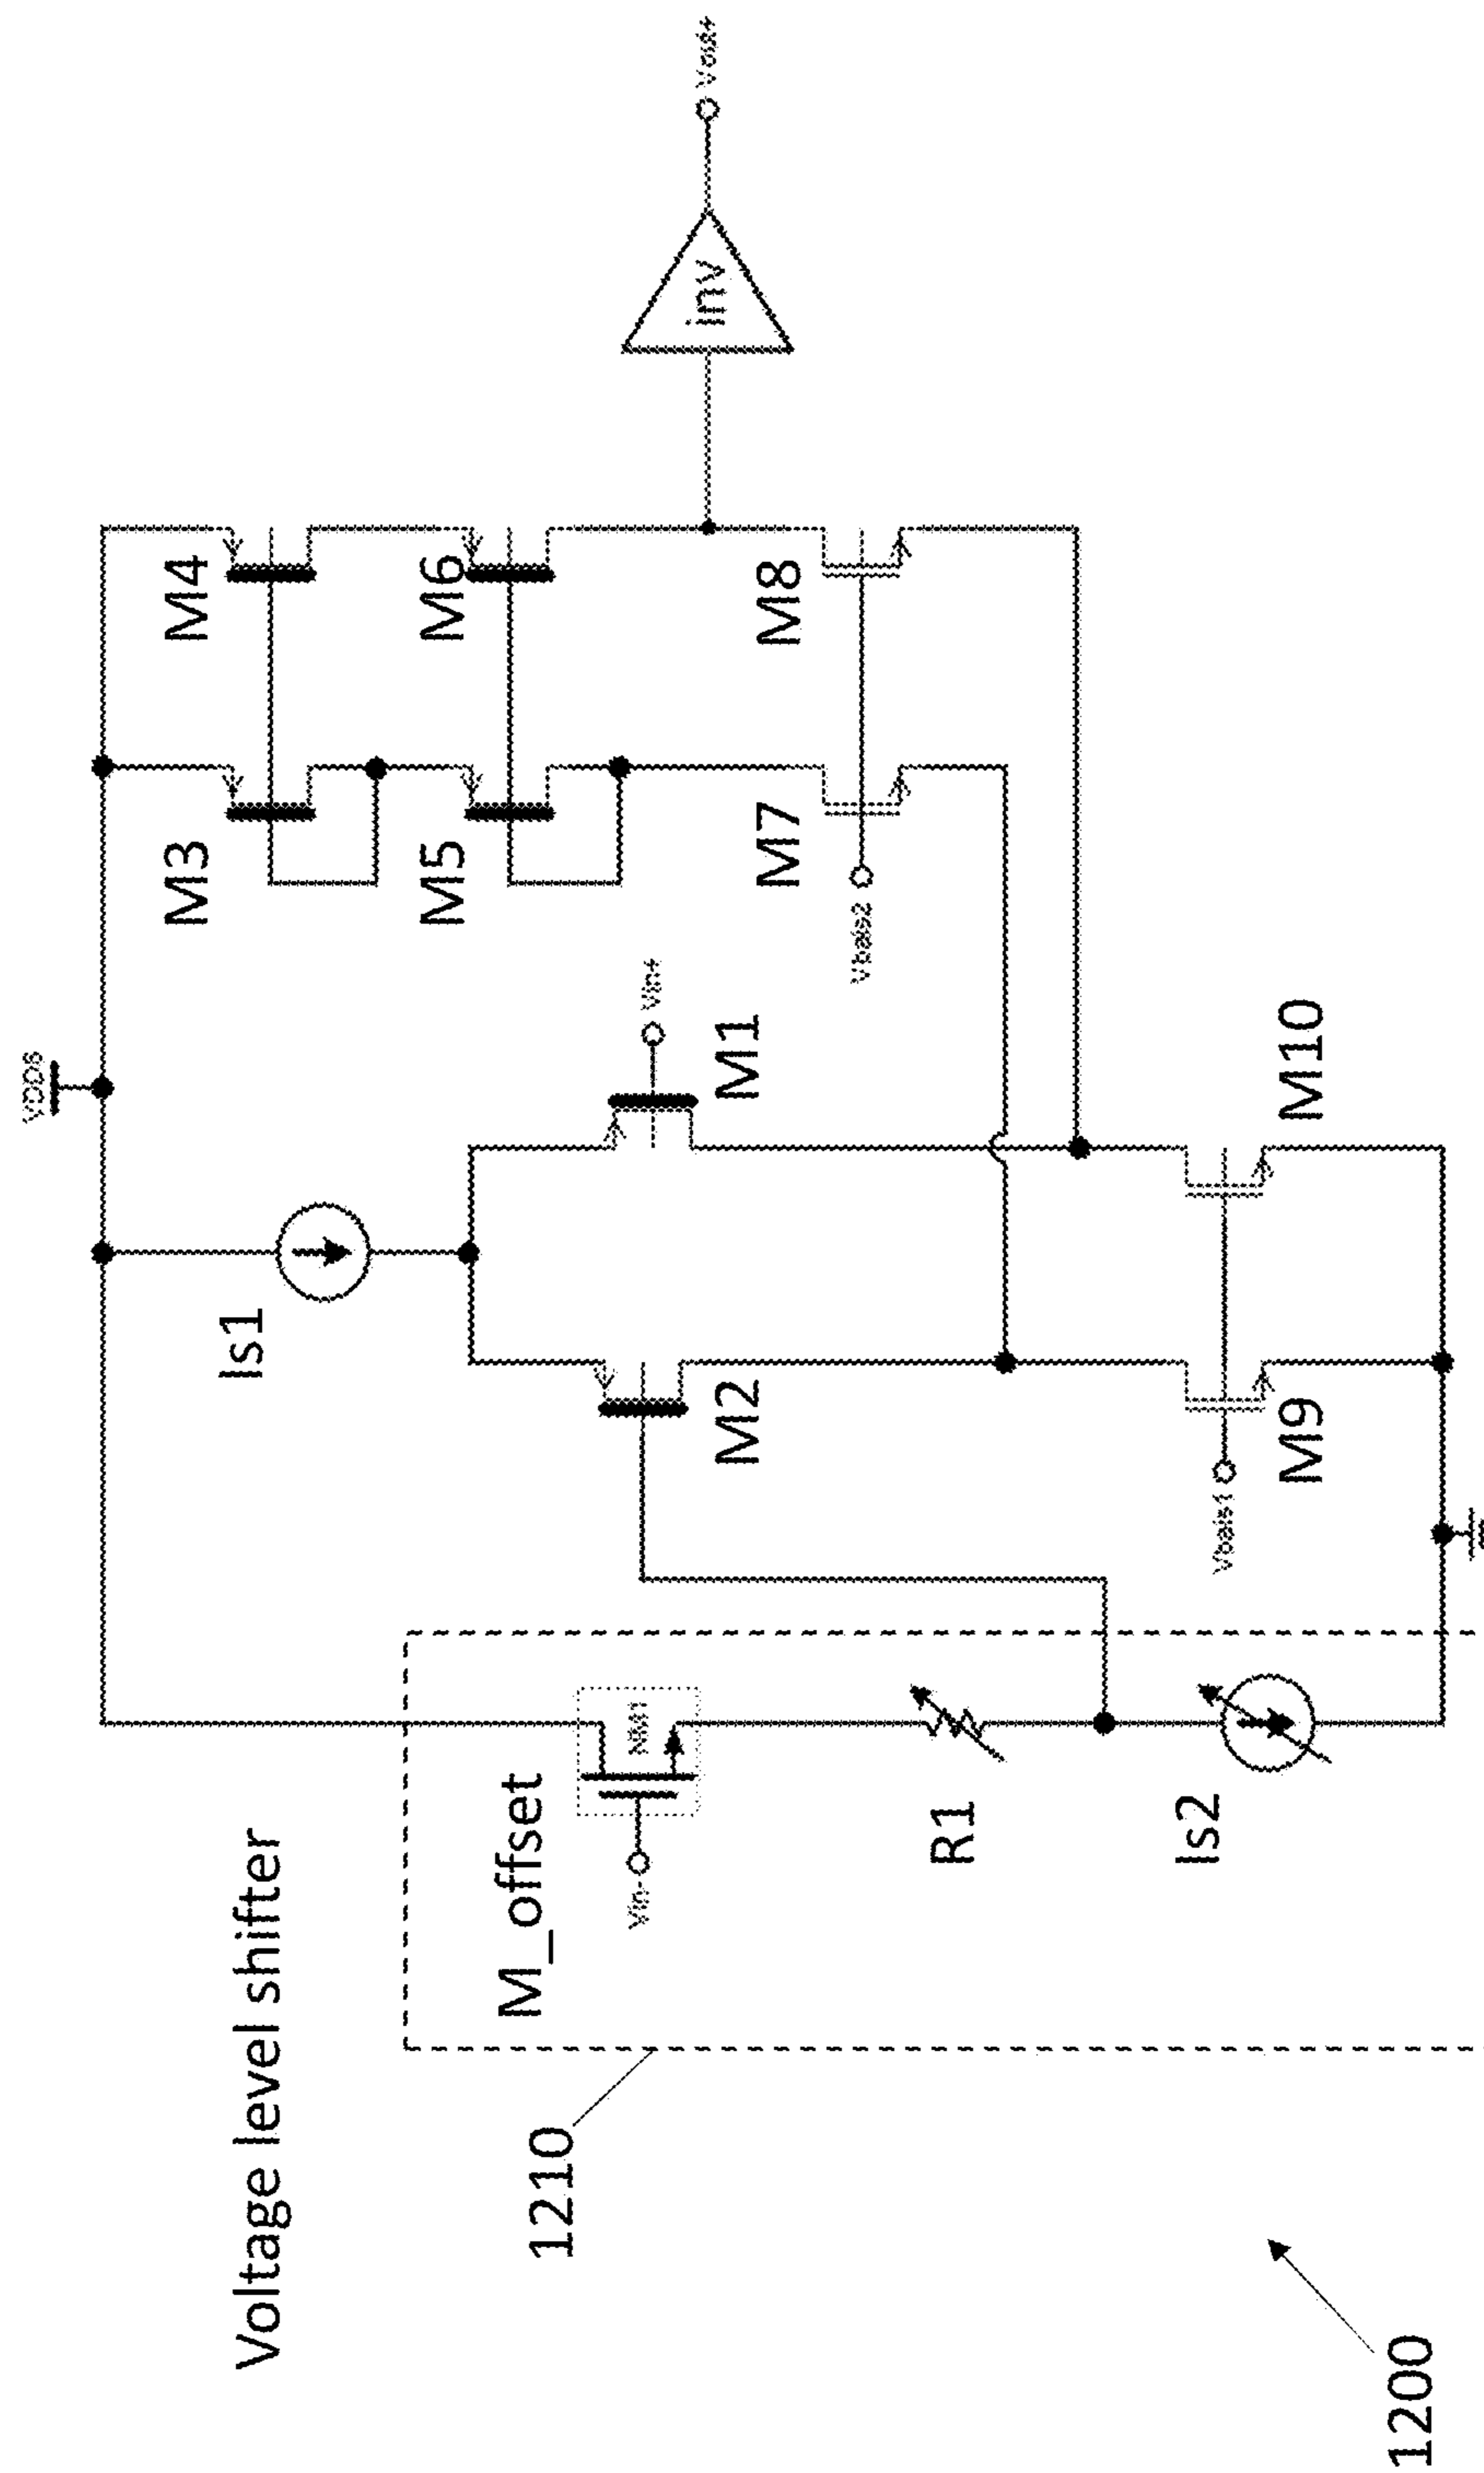 Voltage level shifter
1200
1210
M_offset
Vin-
NM1
R1
Is2
VDDS
Is1
M2
M1
Vin+
M9
M10
Vbais1
M3
M4
M5
M6
M7
M8
Vbais2
inv
Vout+